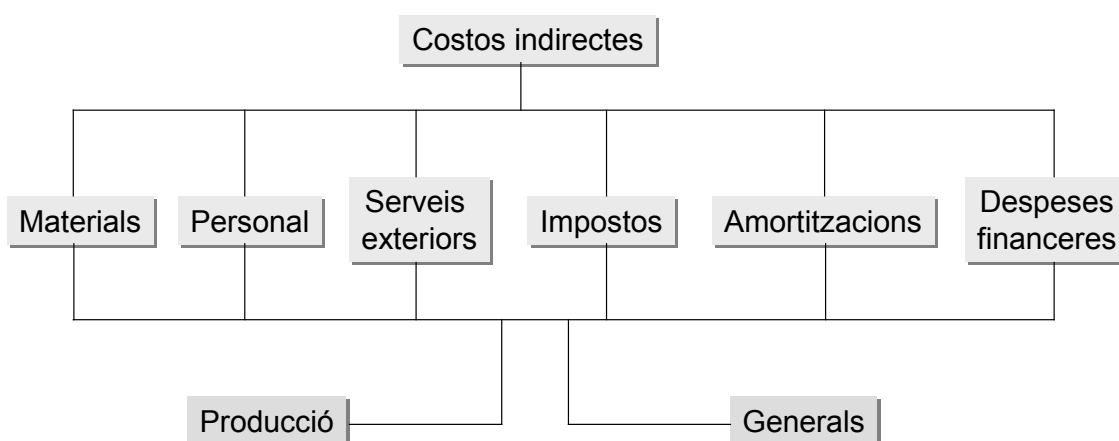 Costos indirectes
Materials
Personal
Serveis
exteriors
Impostos
Amortitzacions
Despeses
financeres
Producció
Generals